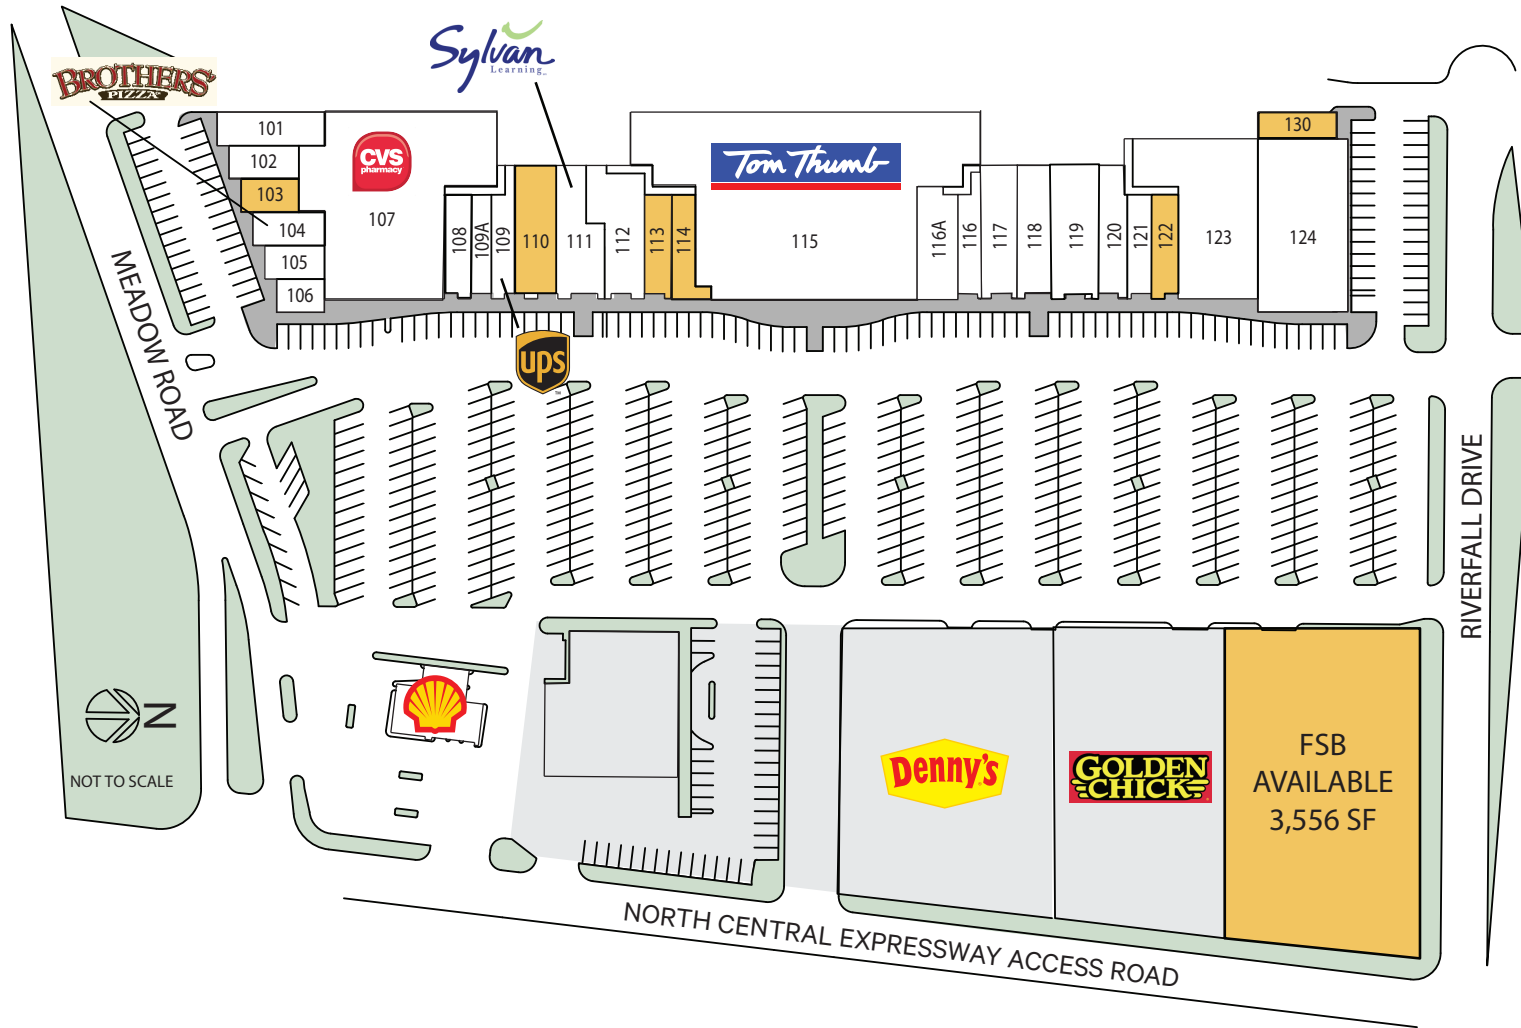 BROTHERS'
PIZZA
Sylvan
Learning
101
102
103
104
105
106
CVS
pharmacy
107
108
109A
109
110
111
112
113
114
Tom Thumb
115
116A
116
117
118
119
120
121
122
123
124
130
ups
TM
MEADOW ROAD
RIVERFALL DRIVE
N
NOT TO SCALE
Denny's
GOLDEN
CHICK
FSB
AVAILABLE
3,556 SF
NORTH CENTRAL EXPRESSWAY ACCESS ROAD